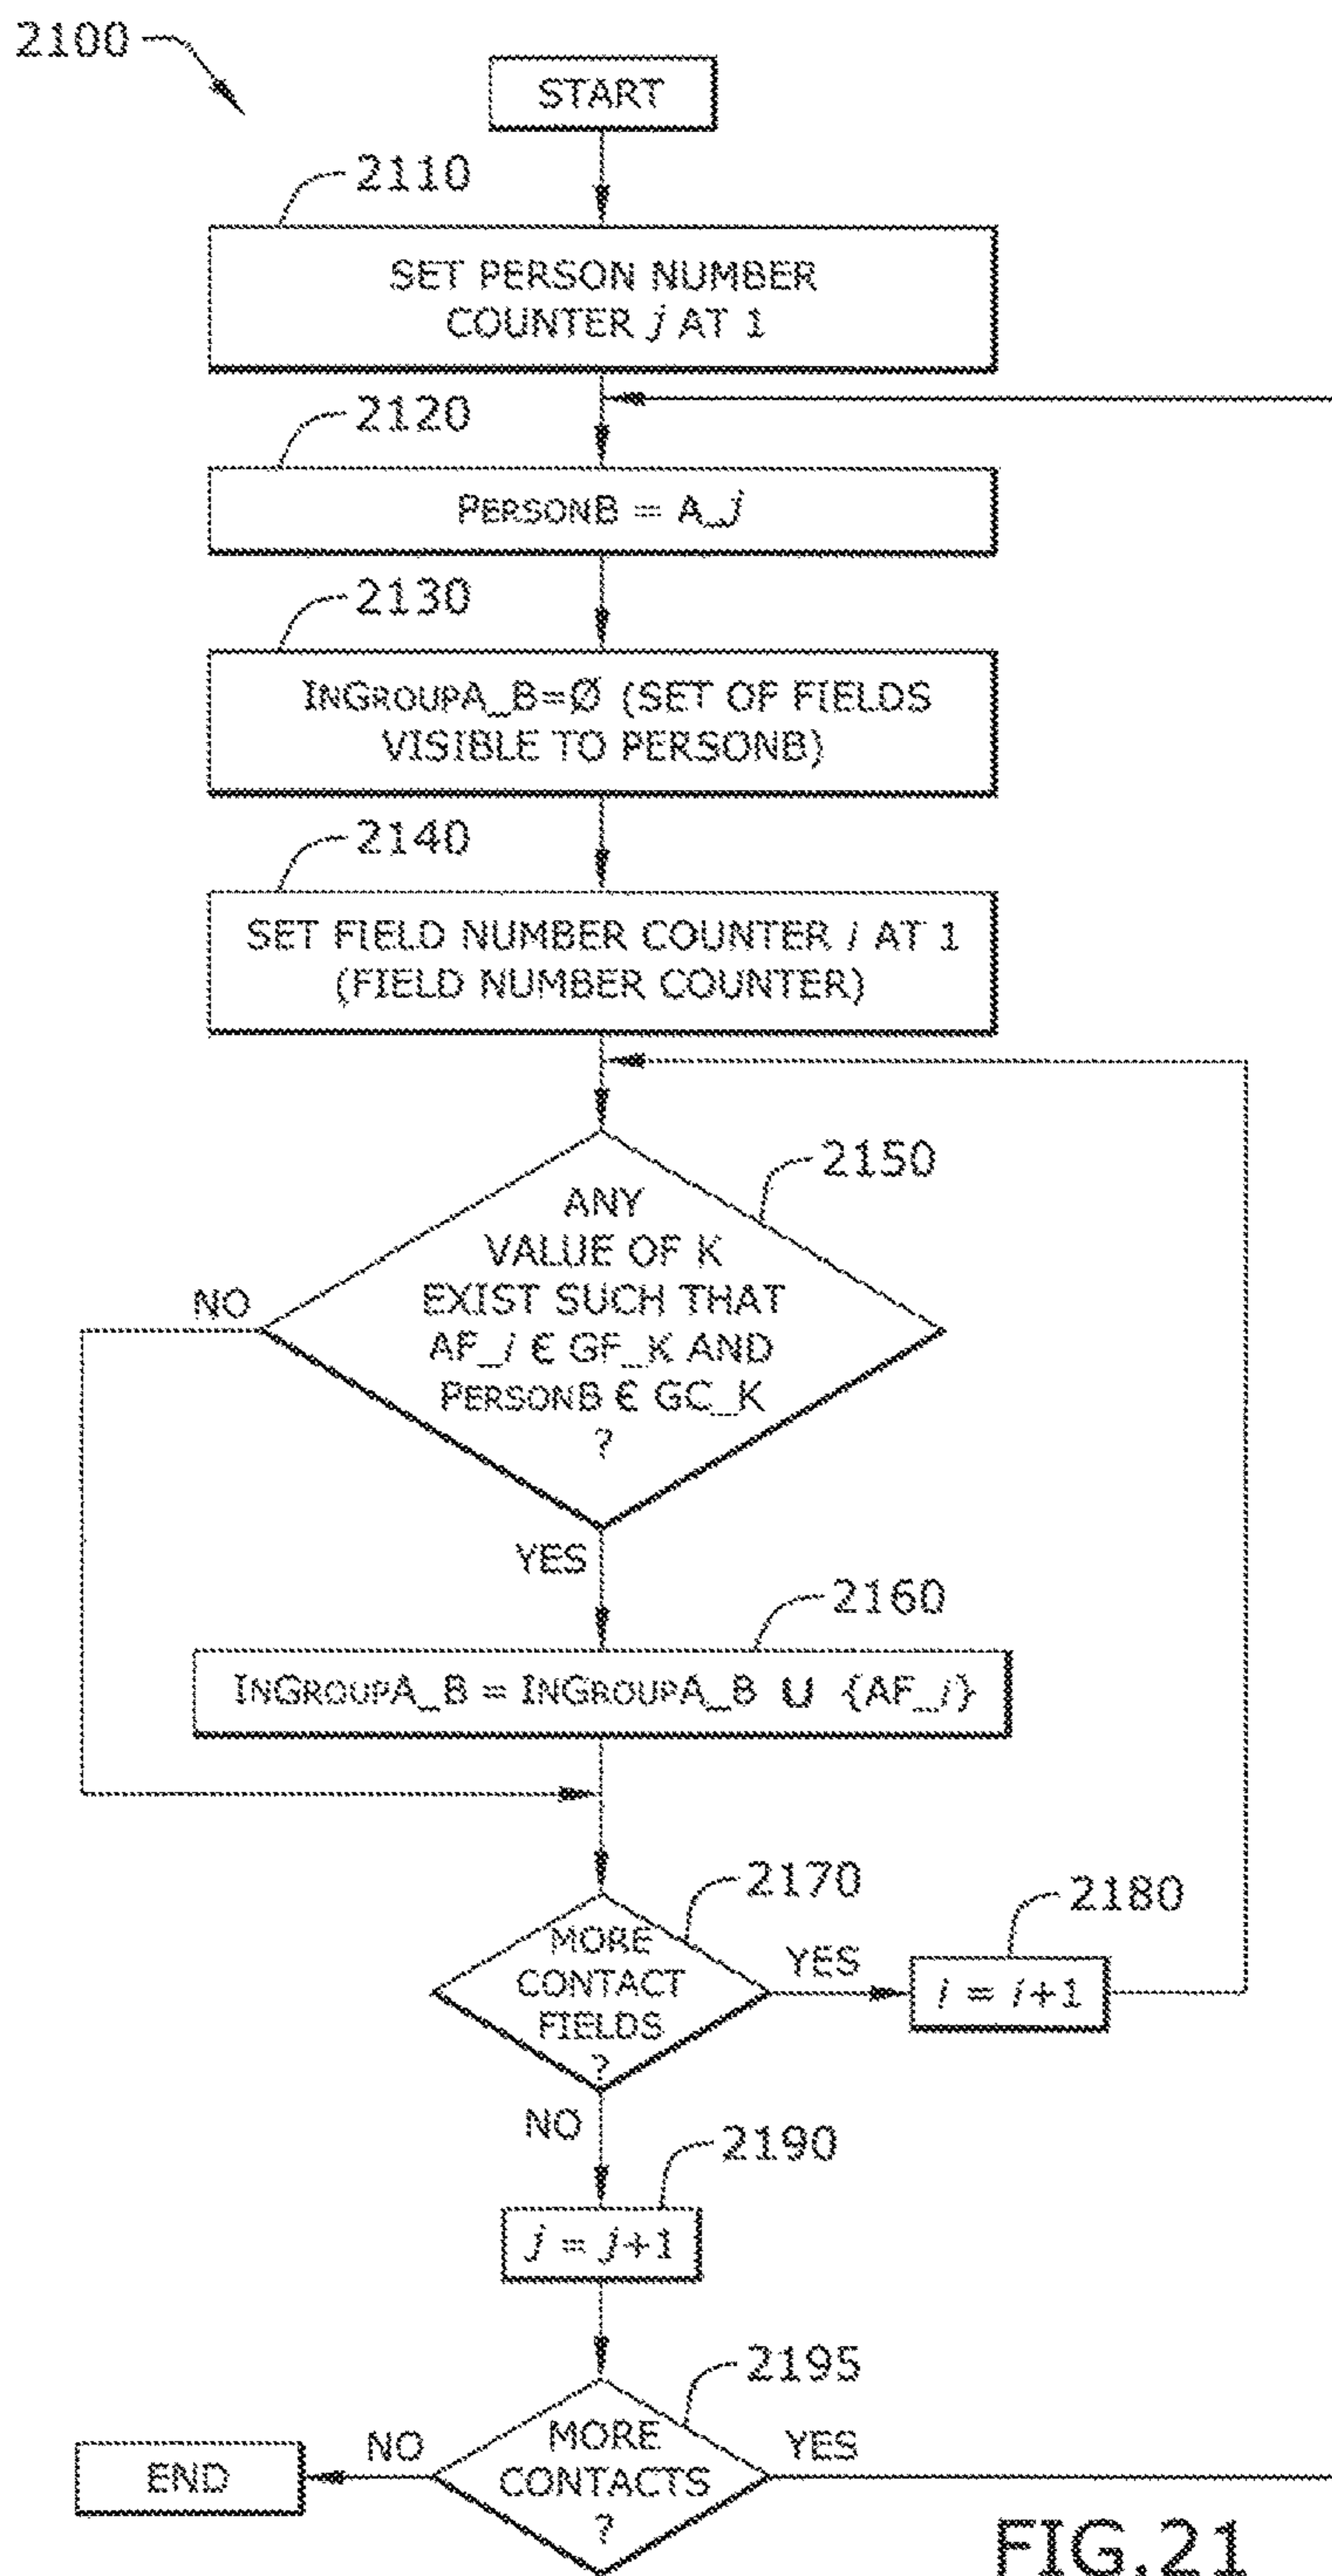 2100
START
2110
SET PERSON NUMBER
COUNTER j AT 1
2120
PERSONB = A_j
2130
INGROUPA_B=Ø (SET OF FIELDS
VISIBLE TO PERSONB)
2140
SET FIELD NUMBER COUNTER i AT 1
(FIELD NUMBER COUNTER)
2150
ANY
VALUE OF K
EXIST SUCH THAT
AF_i € GF_K AND
PERSONB € GC_K
?
NO
YES
2160
INGROUPA_B = INGROUPA_B U {AF_i}
2170
MORE
CONTACT
FIELDS
?
YES
2180
i = i+1
NO
2190
j = j+1
2195
MORE
CONTACTS
?
NO
END
YES
FIG.21